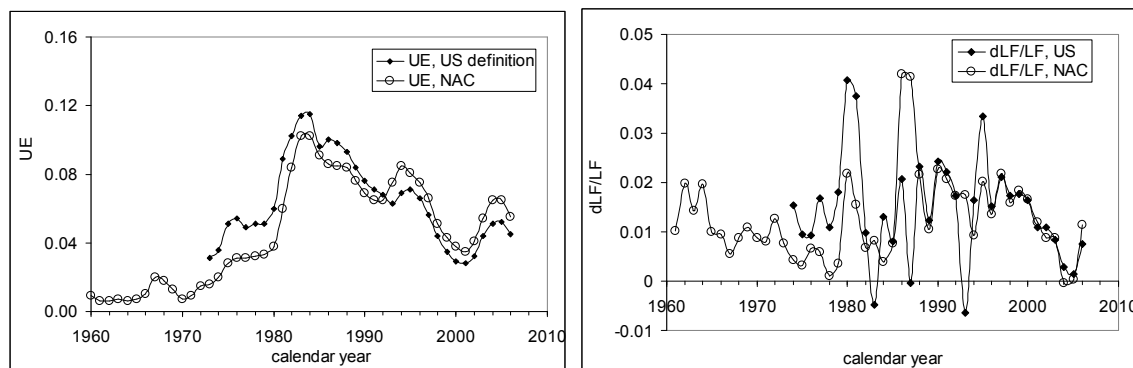 0.16
0.12
0.08
0.04
0.00
UE
1960 1970 1980 1990 2000 2010
calendar year
UE, US definition
UE, NAC
0.05
0.04
0.03
0.02
0.01
0
-0.01
dLF/LF
1960 1970 1980 1990 2000 2010
calendar year
dLF/LF, US
dLF/LF, NAC